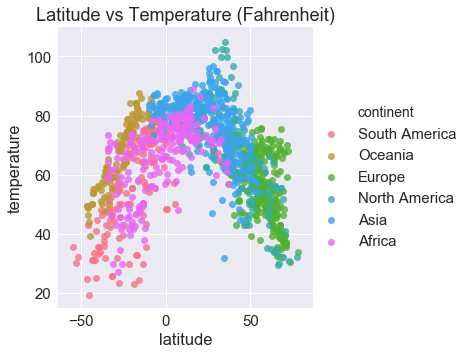 Latitude vs Temperature (Fahrenheit)
100
80
60
40
20
temperature
−50
0
50
latitude
continent
South America
Oceania
Europe
North America
Asia
Africa